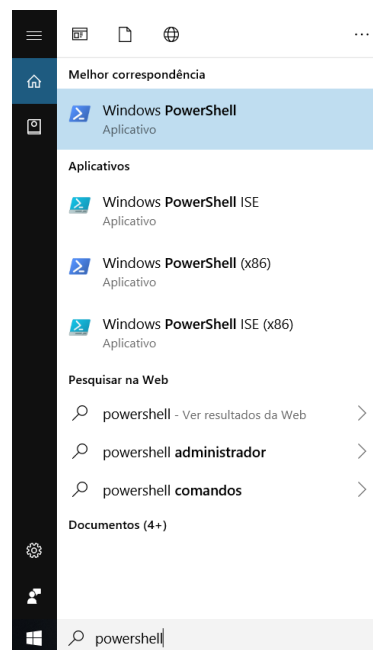 Melhor correspondência
Windows PowerShell
Aplicativo
Aplicativos
Windows PowerShell ISE
Aplicativo
Windows PowerShell (x86)
Aplicativo
Windows PowerShell ISE (x86)
Aplicativo
Pesquisar na Web
powershell - Ver resultados da Web
powershell administrador
powershell comandos
Documentos (4+)
powershell